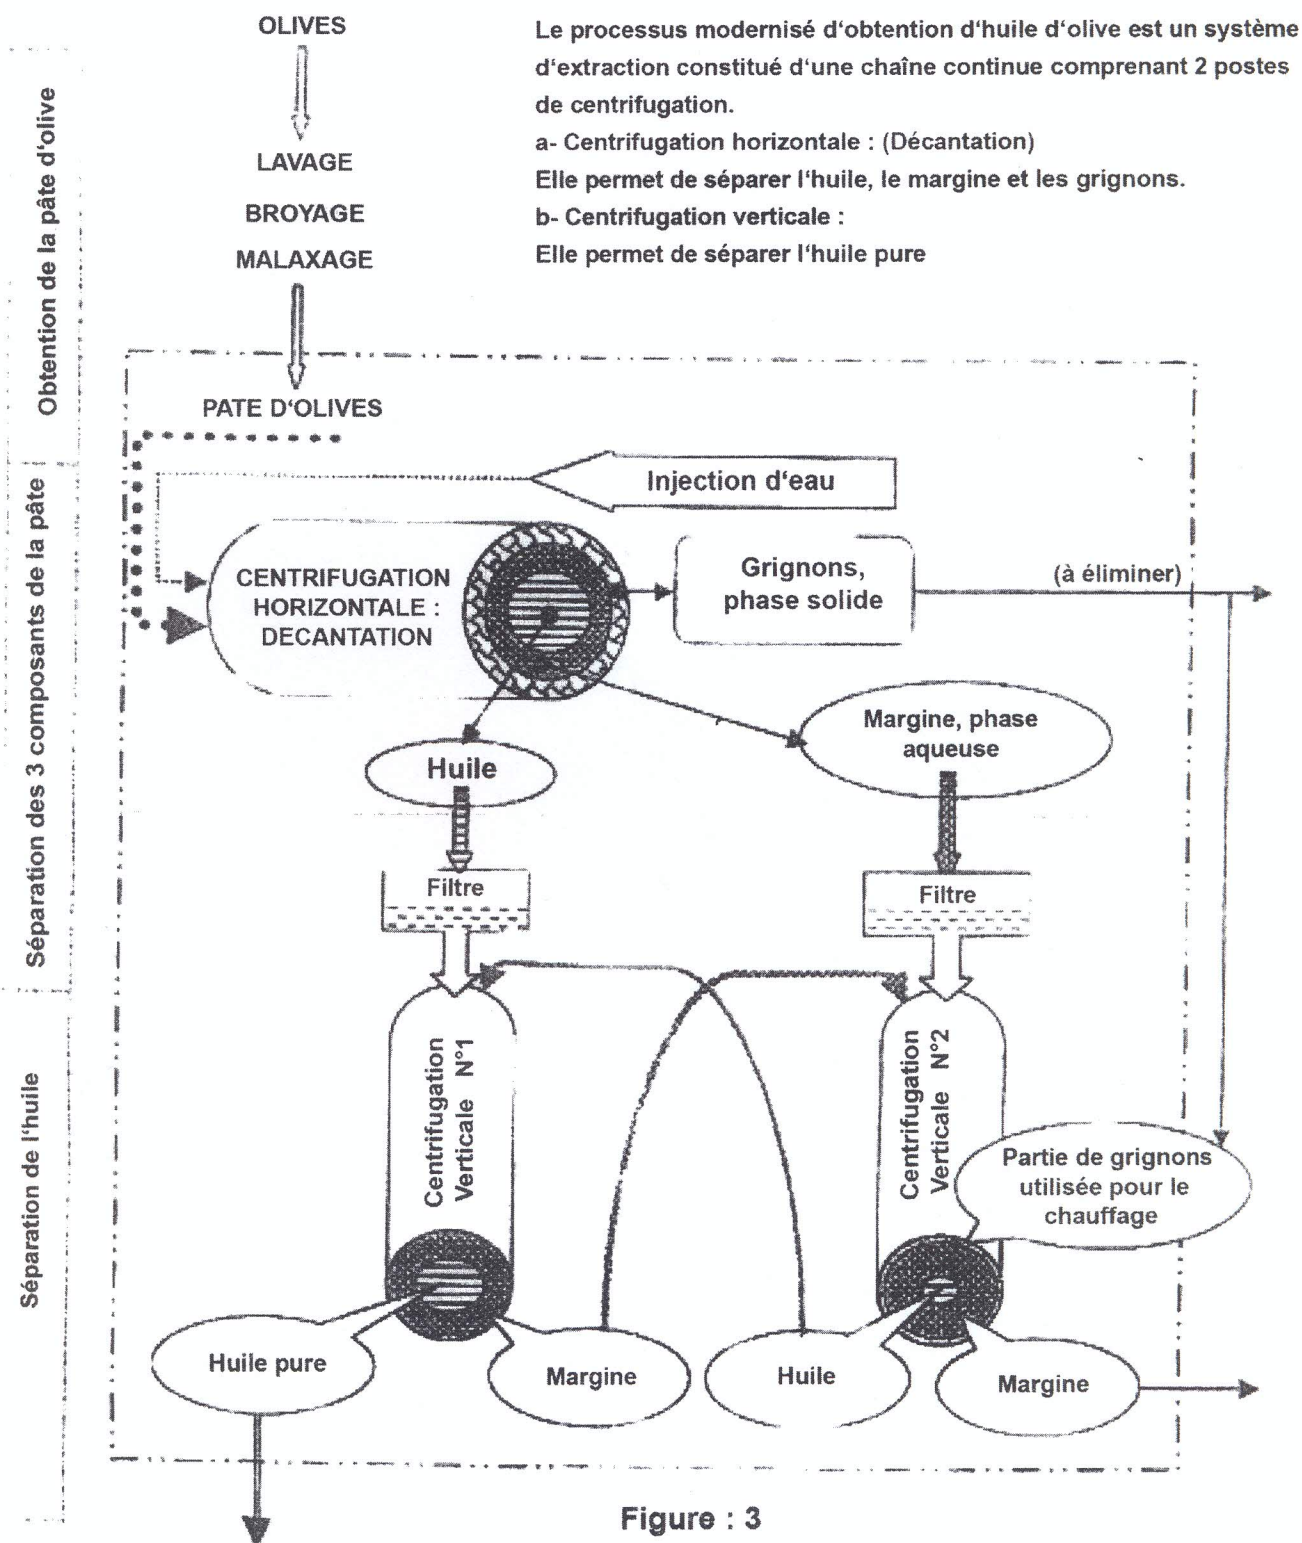 OLIVES
Le processus modernisé d'obtention d'huile d'olive est un système
d'extraction constitué d'une chaîne continue comprenant 2 postes
de centrifugation.
a- Centrifugation horizontale : (Décantation)
Elle permet de séparer l'huile, le margine et les grignons.
b- Centrifugation verticale :
Elle permet de séparer l'huile pure
LAVAGE
BROYAGE
MALAXAGE
PATE D'OLIVES
Obtention de la pâte d'olive
Séparation des 3 composants de la pâte
Séparation de l'huile
Injection d'eau
CENTRIFUGATION
HORIZONTALE :
DECANTATION
Grignons,
phase solide
(à éliminer)
Huile
Margine, phase
aqueuse
Filtre
Filtre
Centrifugation
Verticale N°1
Centrifugation
Verticale N°2
Partie de grignons
utilisée pour le
chauffage
Huile pure
Margine
Huile
Margine
Figure : 3